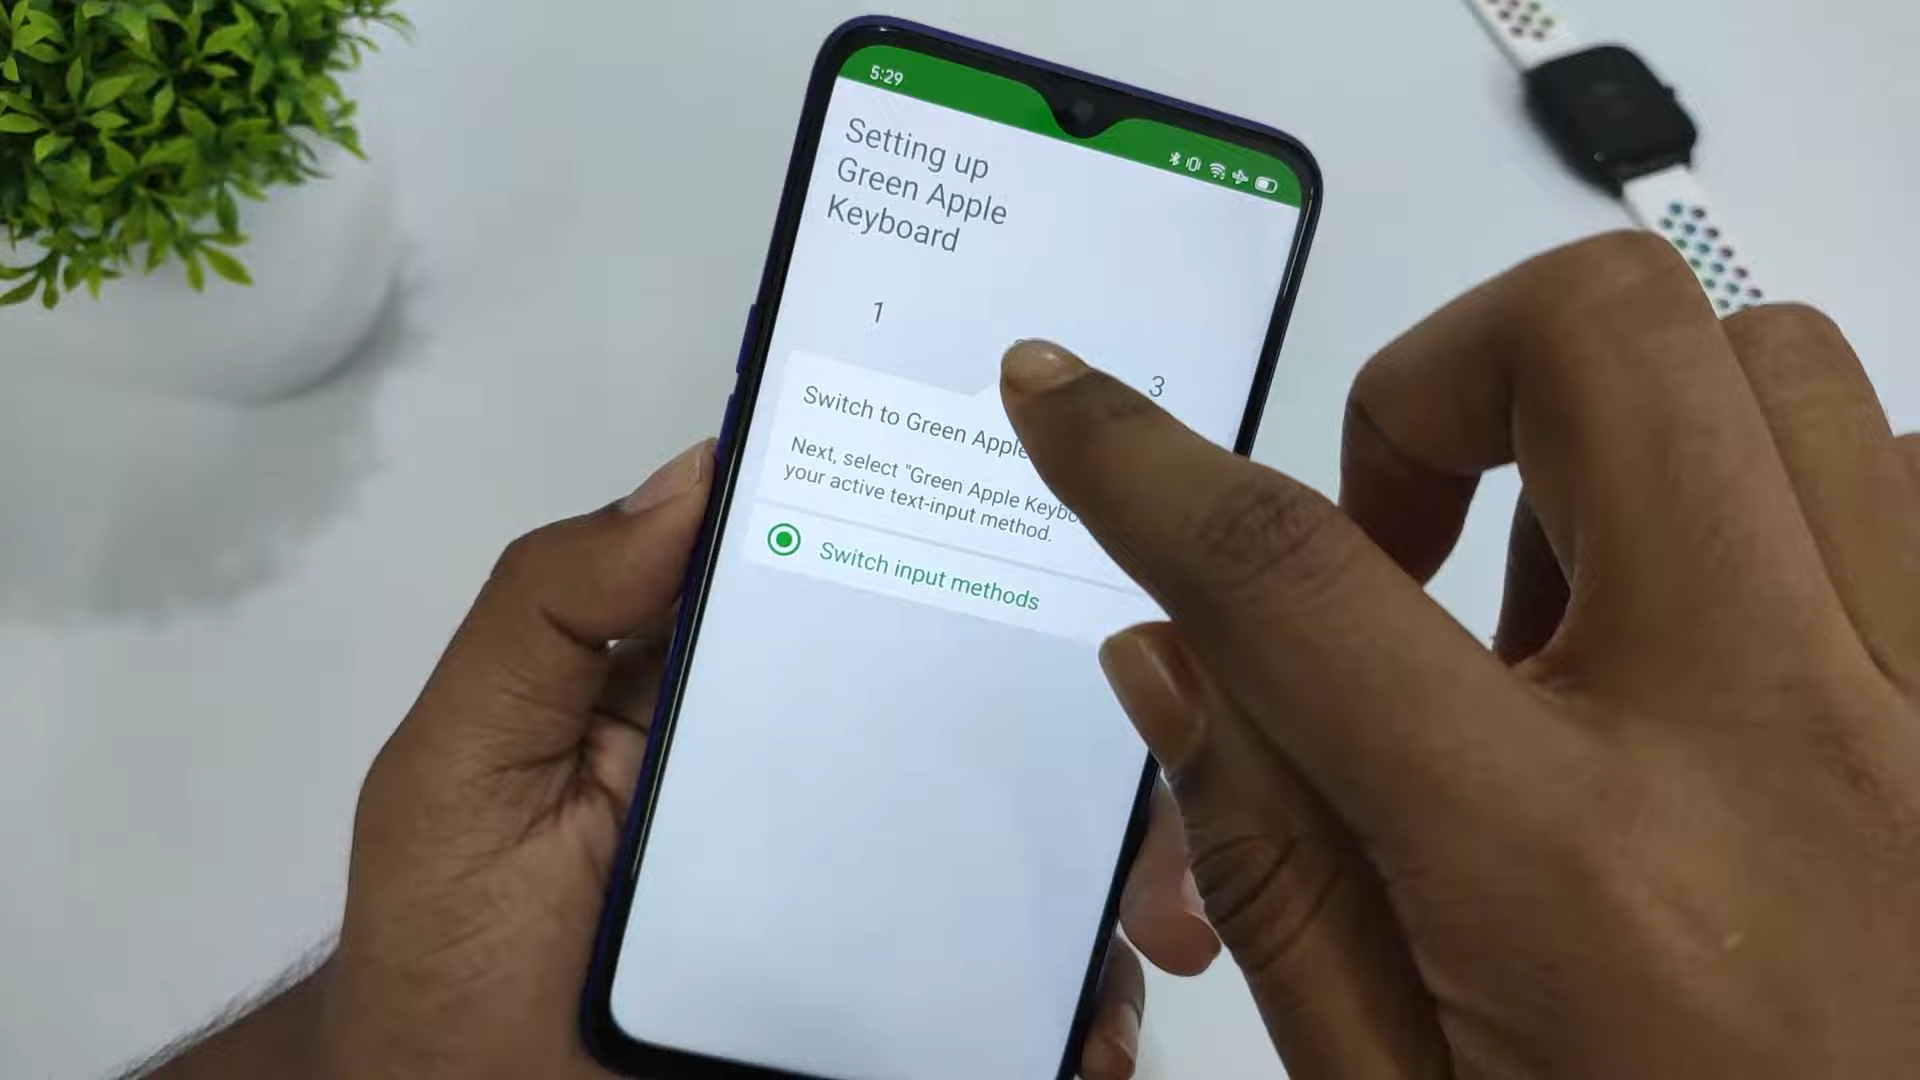 5:29
Setting up
Green Apple
Keyboard
1
3
Switch to Green Apple
Next, select "Green Apple
your active text-input method.
Switch input methods